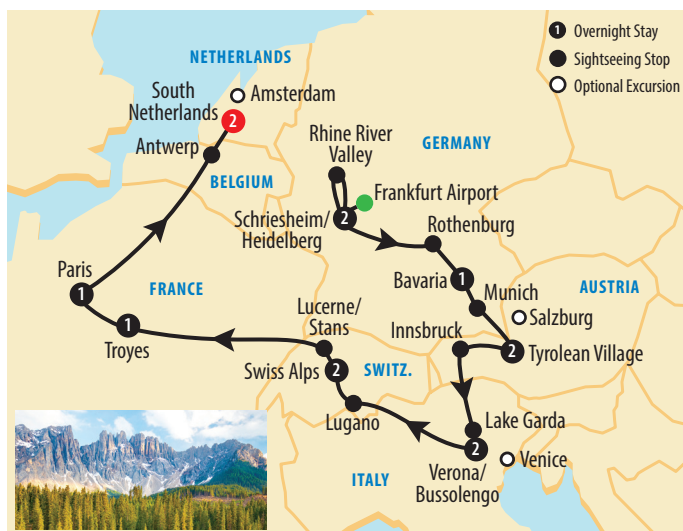 1 Overnight Stay
Sightseeing Stop
Optional Excursion
NETHERLANDS
South
Netherlands
2
Amsterdam
Antwerp
BELGIUM
Rhine River
Valley
GERMANY
Frankfurt Airport
Schriesheim/
Heidelberg
2
Rothenburg
Paris
1
FRANCE
Bavaria
1
Munich
AUSTRIA
Salzburg
Troyes
1
Lucerne/
Stans
Innsbruck
2
Tyrolean Village
Swiss Alps
2
SWITZ.
Lugano
Lake Garda
2
Verona/
Bussolengo
Venice
ITALY